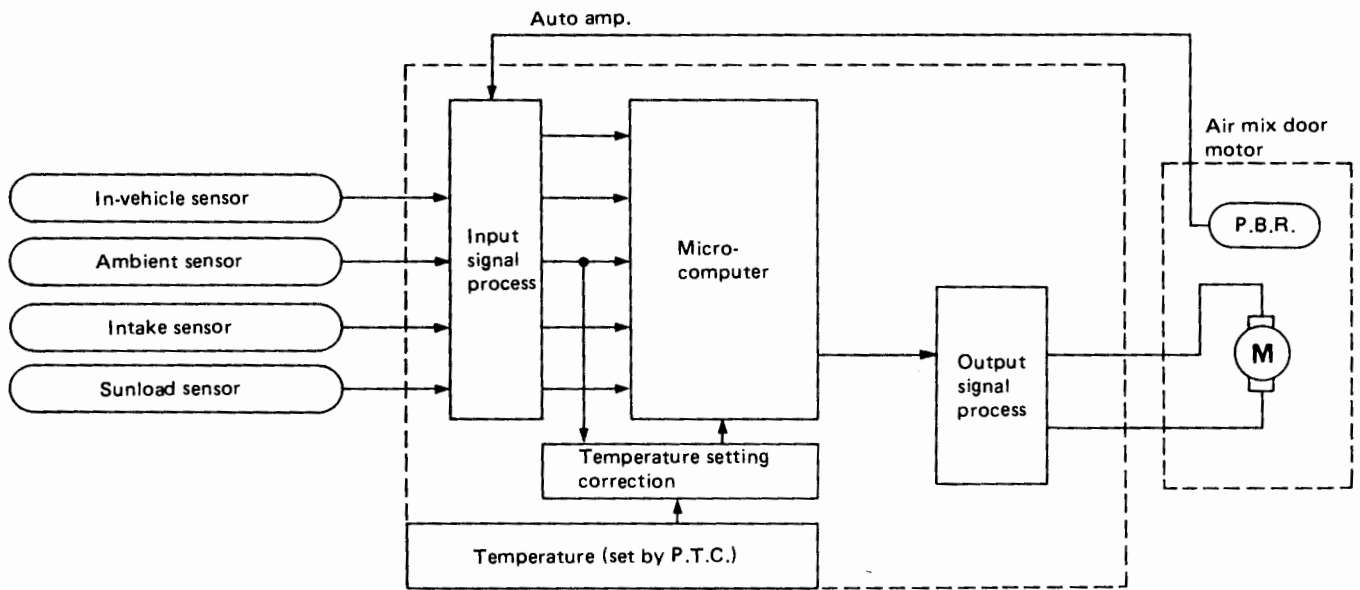 Auto amp.
Air mix door
motor
In-vehicle sensor
Ambient sensor
Intake sensor
Sunload sensor
Input
signal
process
Micro-
computer
P.B.R.
M
Output
signal
process
Temperature setting
correction
Temperature (set by P.T.C.)